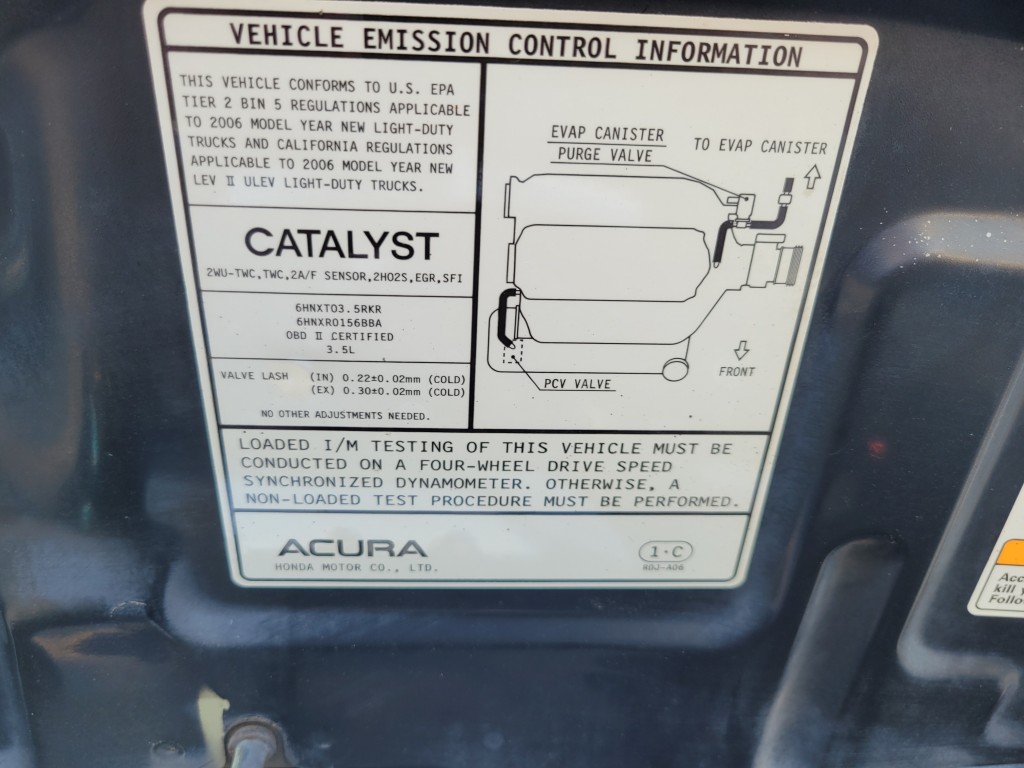 VEHICLE EMISSION CONTROL INFORMATION
THIS VEHICLE CONFORMS TO U.S. EPA
TIER 2 BIN 5 REGULATIONS APPLICABLE
TO 2006 MODEL YEAR NEW LIGHT-DUTY
TRUCKS AND CALIFORNIA REGULATIONS
APPLICABLE TO 2006 MODEL YEAR NEW
LEV II ULEV LIGHT-DUTY TRUCKS.
CATALYST
2WU-TWC,TWC,2A/F SENSOR,2HO2S,EGR,SFI
6HNXT03.5RKR
6HNXR0156BBA
OBD II CERTIFIED
3.5L
VALVE LASH (IN) 0.22±0.02mm (COLD)
(EX) 0.30±0.02mm (COLD)
NO OTHER ADJUSTMENTS NEEDED.
EVAP CANISTER
PURGE VALVE
TO EVAP CANISTER
FRONT
PCV VALVE
LOADED I/M TESTING OF THIS VEHICLE MUST BE
CONDUCTED ON A FOUR-WHEEL DRIVE SPEED
SYNCHRONIZED DYNAMOMETER. OTHERWISE, A
NON-LOADED TEST PROCEDURE MUST BE PERFORMED.
ACURA
HONDA MOTOR CO., LTD.
1·C
RDJ-A06
Acc
kill y
Follo